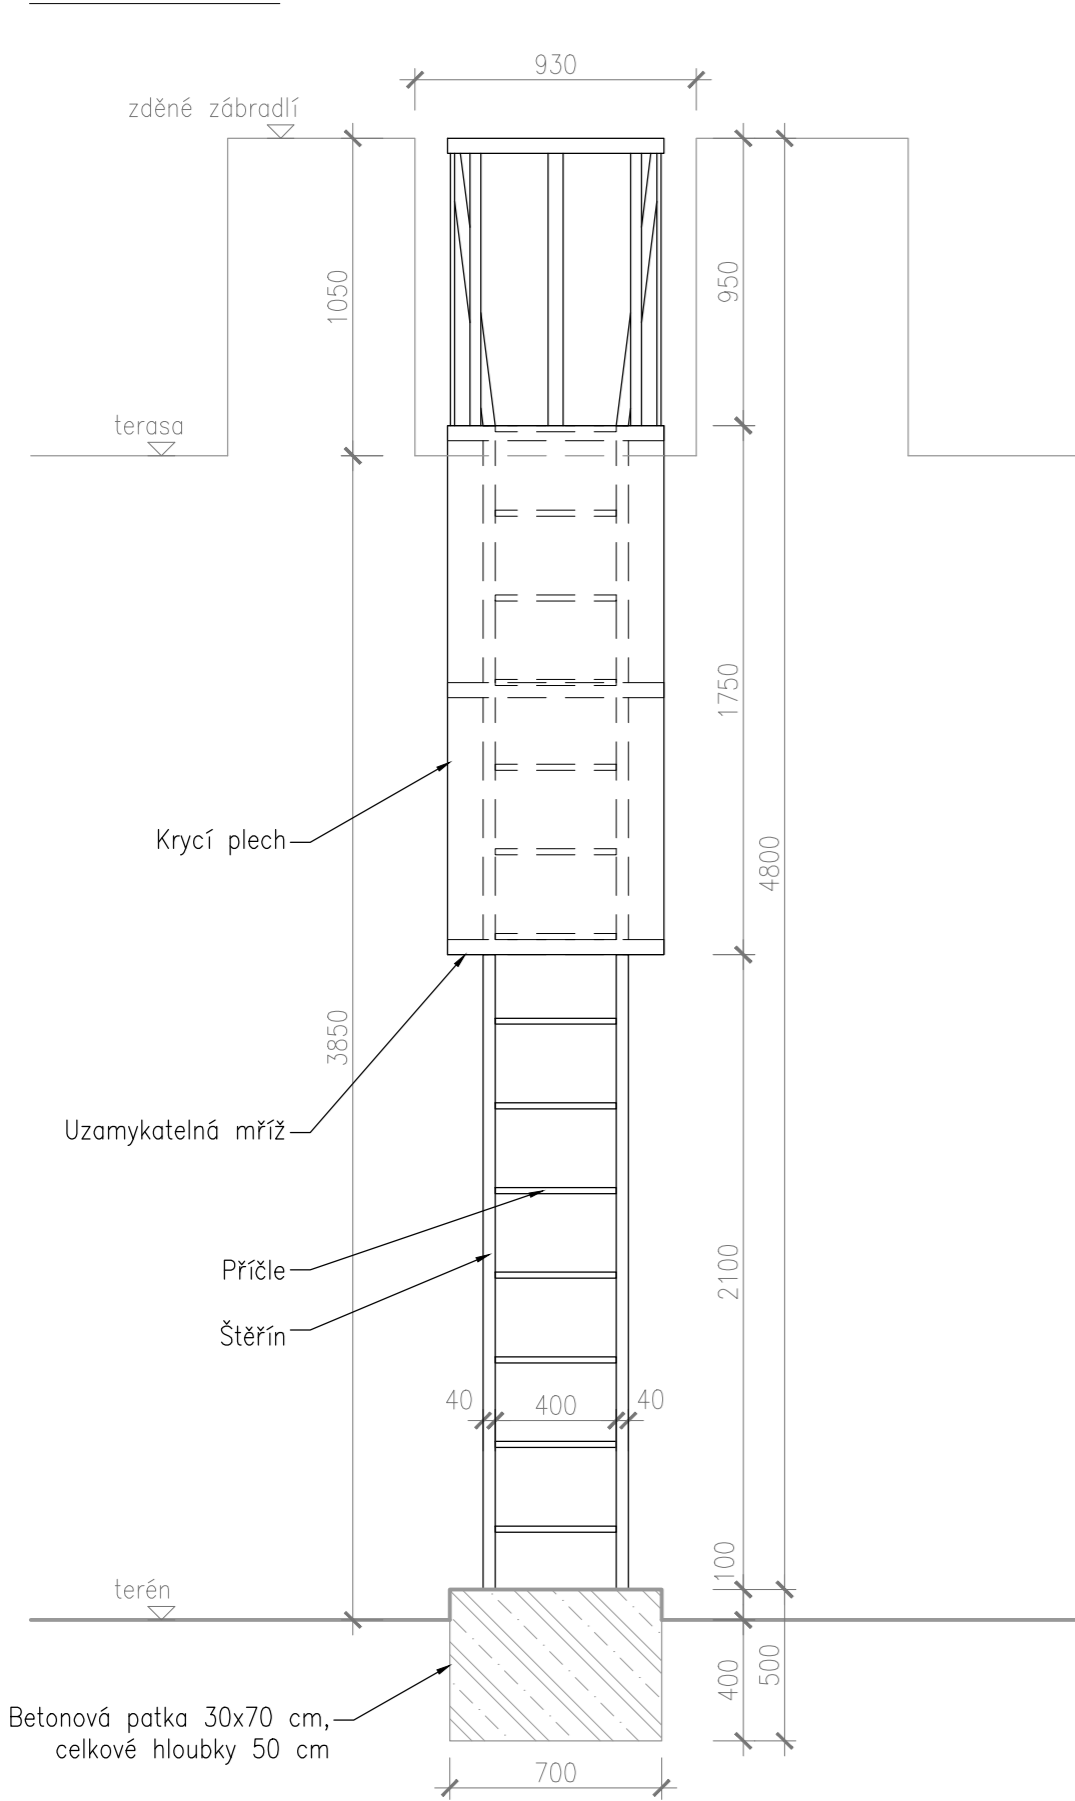 930
zděné zábradlí
1050
950
terasa
1750
Krycí plech
4800
3850
Uzamykatelná mříž
Příčle
2100
Štěřín
40
400
40
100
terén
400
500
Betonová patka 30x70 cm,
celkové hloubky 50 cm
700